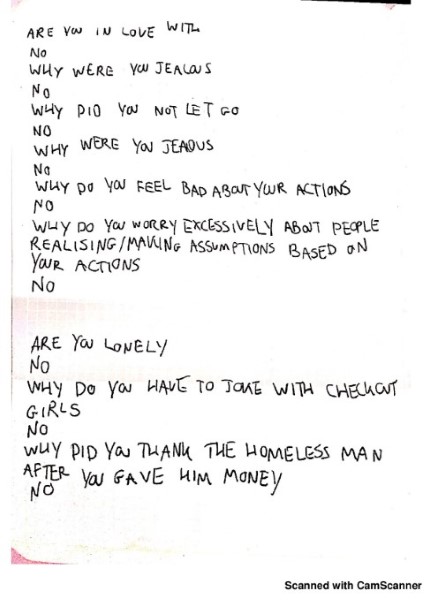 ARE YOU IN LOVE WITH
NO
WHY WERE YOU JEALOUS
NO
WHY DID YOU NOT LET GO
NO
WHY WERE YOU JEAOUS
NO
WHY DO YOU FEEL BAD ABOUT YOUR ACTIONS
NO
WHY DO YOU WORRY EXCESSIVELY ABOUT PEOPLE
REALISING/MAKING ASSUMPTIONS BASED ON
YOUR ACTIONS
NO
ARE YOU LONELY
NO
WHY DO YOU HAVE TO JOKE WITH CHECKOUT
GIRLS
NO
WHY DID YOU THANK THE HOMELESS MAN
AFTER YOU GAVE HIM MONEY
NO
Scanned with CamScanner